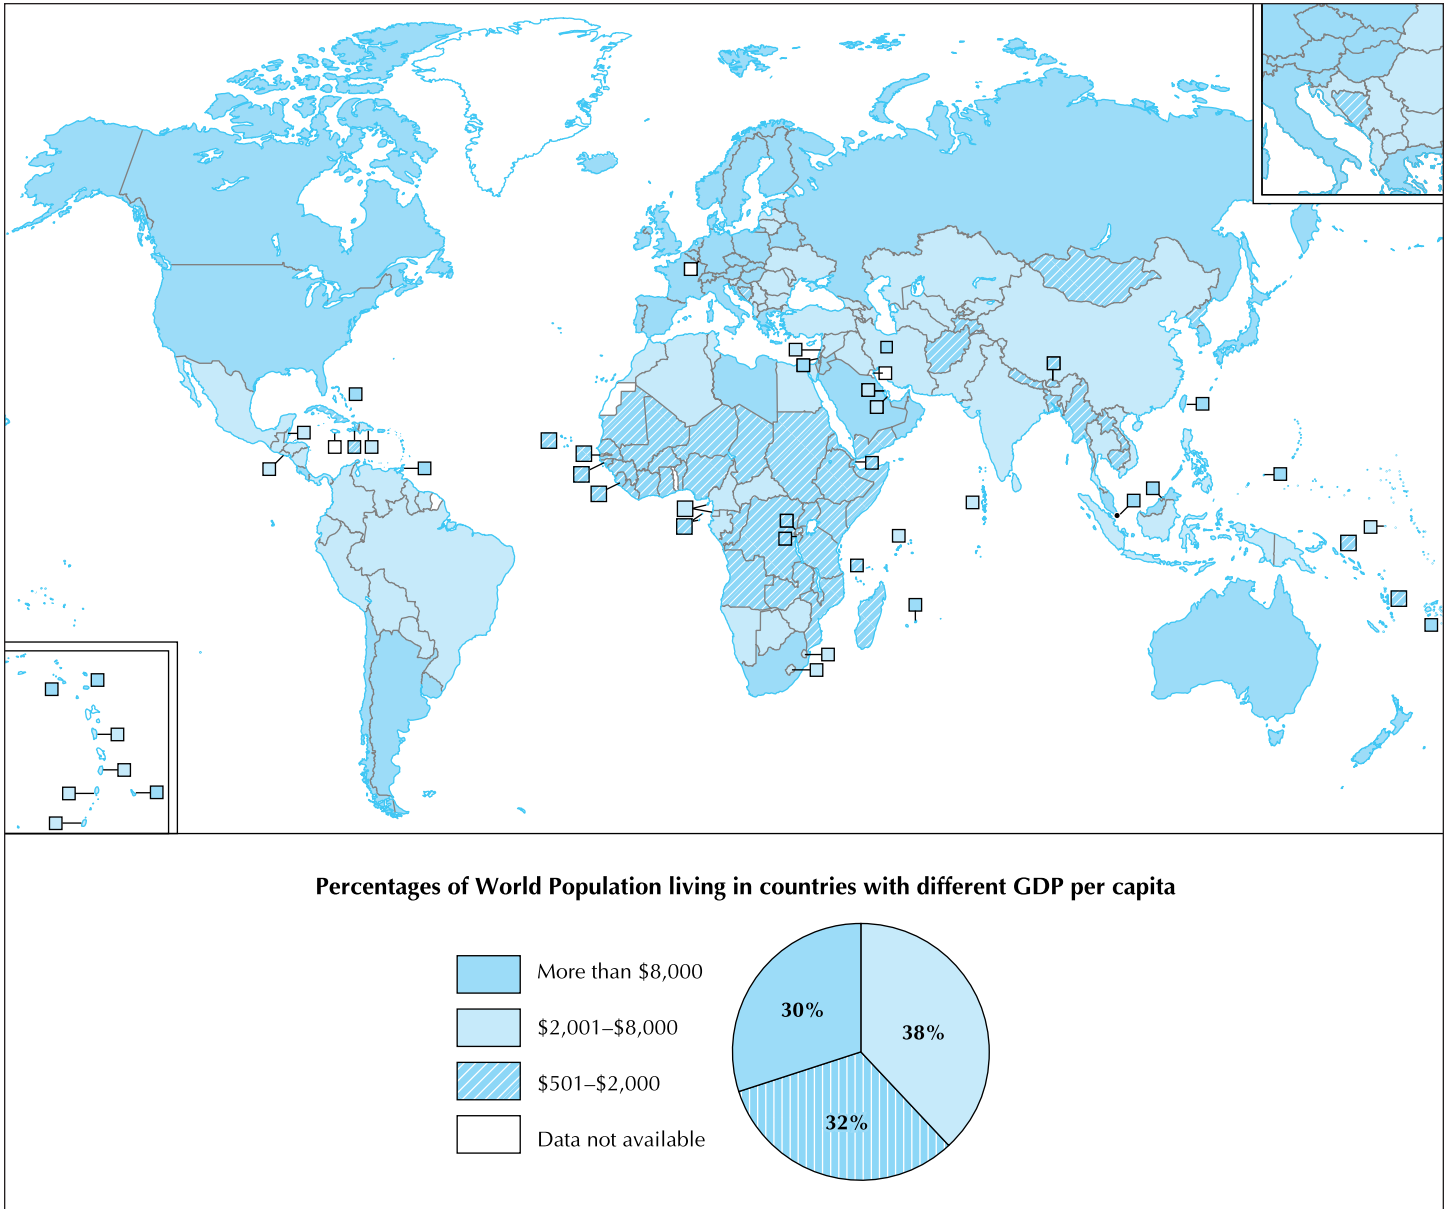 Percentages of World Population living in countries with different GDP per capita
More than $8,000
$2,001–$8,000
$501–$2,000
Data not available
30%
38%
32%